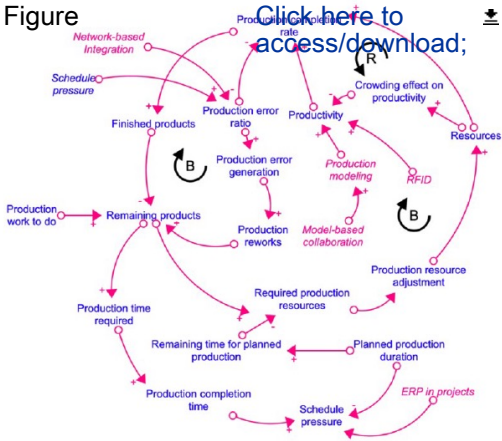 Figure
Click here to
access/download;
Production completion
rate
Network-based
Integration
R
Schedule
pressure
Crowding effect on
productivity
Finished products
Production error
ratio
Productivity
Resources
B
Production error
generation
Production
modeling
RFID
Production
work to do
Remaining products
B
Production
reworks
Model-based
collaboration
Production resource
adjustment
Production time
required
Required production
resources
Remaining time for planned
production
Planned production
duration
Production completion
time
Schedule
pressure
ERP in projects